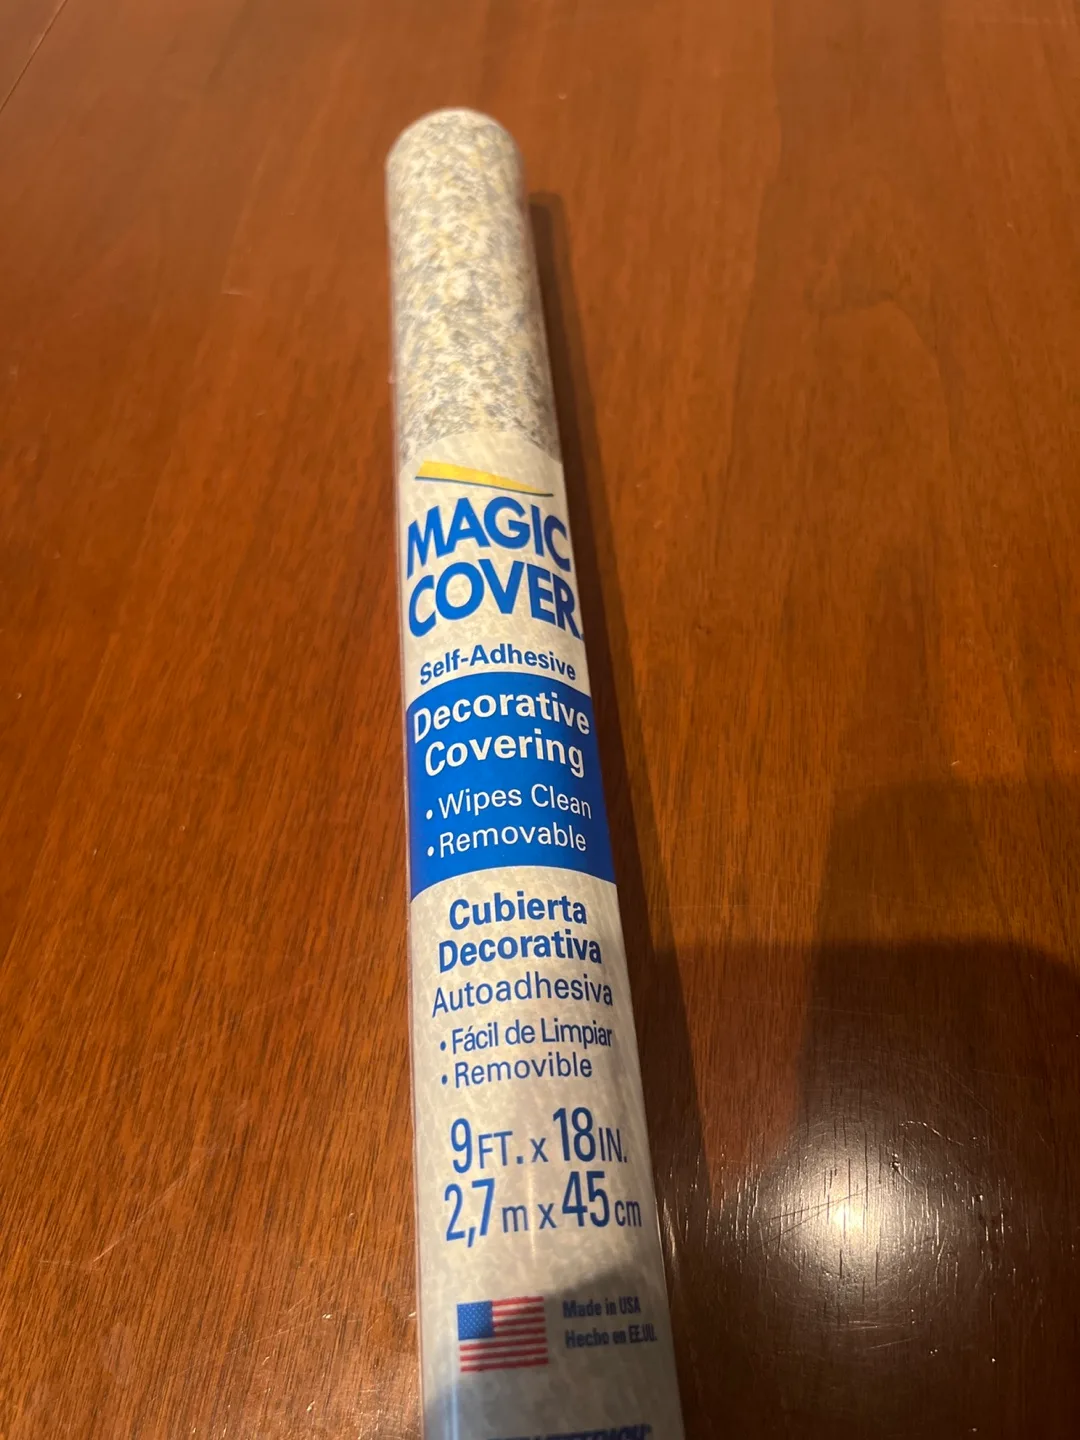 MAGIC
COVER
Self-Adhesive
Decorative
Covering
• Wipes Clean
• Removable
Cubierta
Decorativa
Autoadhesiva
• Fácil de Limpiar
• Removible
9FT. x 18IN.
2,7m x 45cm
Made in USA
Hecho en EE.UU.